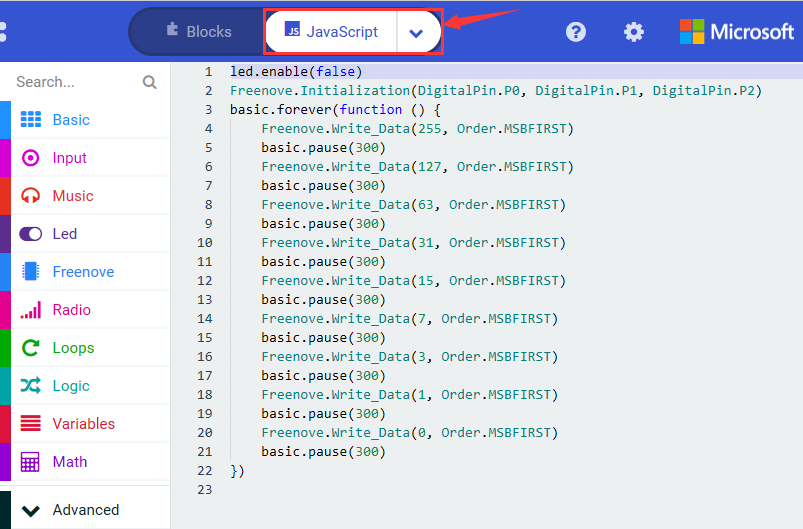 Blocks
JS JavaScript
?
Microsoft
Search...
Basic
Input
Music
Led
Freenove
Radio
Loops
Logic
Variables
Math
Advanced
1 led.enable(false)
2 Freenove.Initialization(DigitalPin.P0, DigitalPin.P1, DigitalPin.P2)
3 basic.forever(function () {
4 Freenove.Write_Data(255, Order.MSBFIRST)
5 basic.pause(300)
6 Freenove.Write_Data(127, Order.MSBFIRST)
7 basic.pause(300)
8 Freenove.Write_Data(63, Order.MSBFIRST)
9 basic.pause(300)
10 Freenove.Write_Data(31, Order.MSBFIRST)
11 basic.pause(300)
12 Freenove.Write_Data(15, Order.MSBFIRST)
13 basic.pause(300)
14 Freenove.Write_Data(7, Order.MSBFIRST)
15 basic.pause(300)
16 Freenove.Write_Data(3, Order.MSBFIRST)
17 basic.pause(300)
18 Freenove.Write_Data(1, Order.MSBFIRST)
19 basic.pause(300)
20 Freenove.Write_Data(0, Order.MSBFIRST)
21 basic.pause(300)
22 })
23